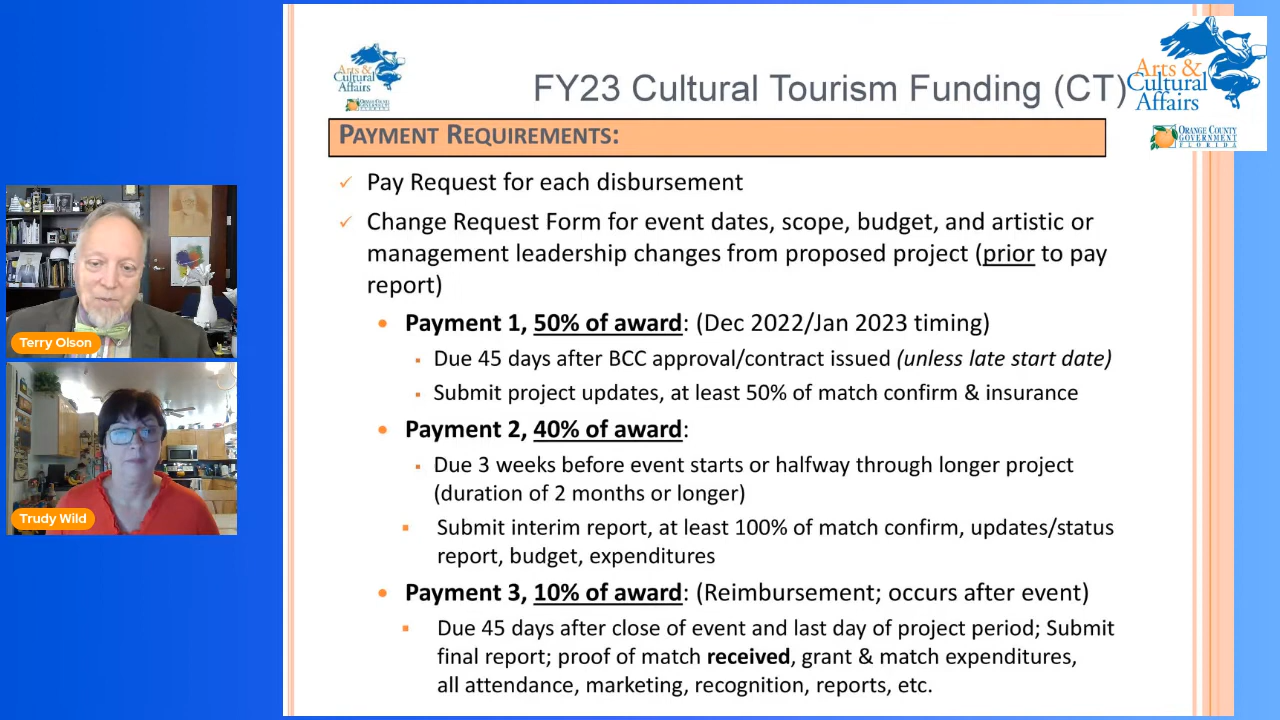 Arts &
Cultural
Affairs
ORANGE COUNTY
GOVERNMENT
FLORIDA
FY23 Cultural Tourism Funding (CT)
Arts &
Cultural
Affairs
ORANGE COUNTY
GOVERNMENT
FLORIDA
PAYMENT REQUIREMENTS:
✓ Pay Request for each disbursement
✓ Change Request Form for event dates, scope, budget, and artistic or
management leadership changes from proposed project (prior to pay
report)
• Payment 1, 50% of award: (Dec 2022/Jan 2023 timing)
▪ Due 45 days after BCC approval/contract issued (unless late start date)
▪ Submit project updates, at least 50% of match confirm & insurance
• Payment 2, 40% of award:
▪ Due 3 weeks before event starts or halfway through longer project
(duration of 2 months or longer)
▪ Submit interim report, at least 100% of match confirm, updates/status
report, budget, expenditures
• Payment 3, 10% of award: (Reimbursement; occurs after event)
▪ Due 45 days after close of event and last day of project period; Submit
final report; proof of match received, grant & match expenditures,
all attendance, marketing, recognition, reports, etc.
Terry Olson
Trudy Wild